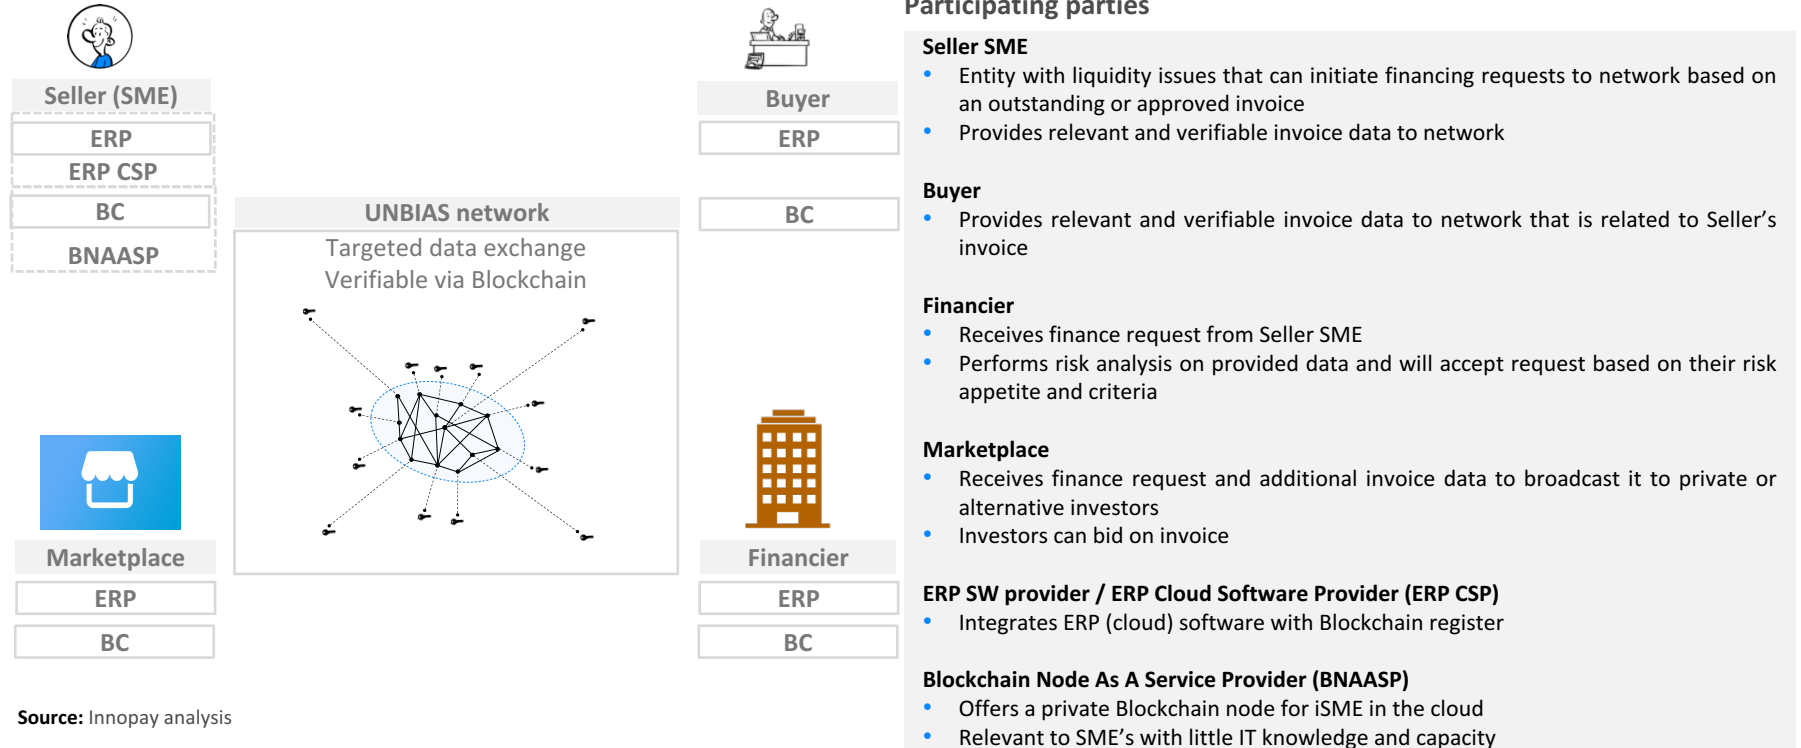 Participating parties
Seller (SME)
ERP
ERP CSP
BC
BNAASP
Buyer
ERP
BC
UNBIAS network
Targeted data exchange
Verifiable via Blockchain
Marketplace
ERP
BC
Financier
ERP
BC
Source: Innopay analysis
Seller SME
• Entity with liquidity issues that can initiate financing requests to network based on
an outstanding or approved invoice
• Provides relevant and verifiable invoice data to network
Buyer
• Provides relevant and verifiable invoice data to network that is related to Seller’s
invoice
Financier
• Receives finance request from Seller SME
• Performs risk analysis on provided data and will accept request based on their risk
appetite and criteria
Marketplace
• Receives finance request and additional invoice data to broadcast it to private or
alternative investors
• Investors can bid on invoice
ERP SW provider / ERP Cloud Software Provider (ERP CSP)
• Integrates ERP (cloud) software with Blockchain register
Blockchain Node As A Service Provider (BNAASP)
• Offers a private Blockchain node for iSME in the cloud
• Relevant to SME’s with little IT knowledge and capacity